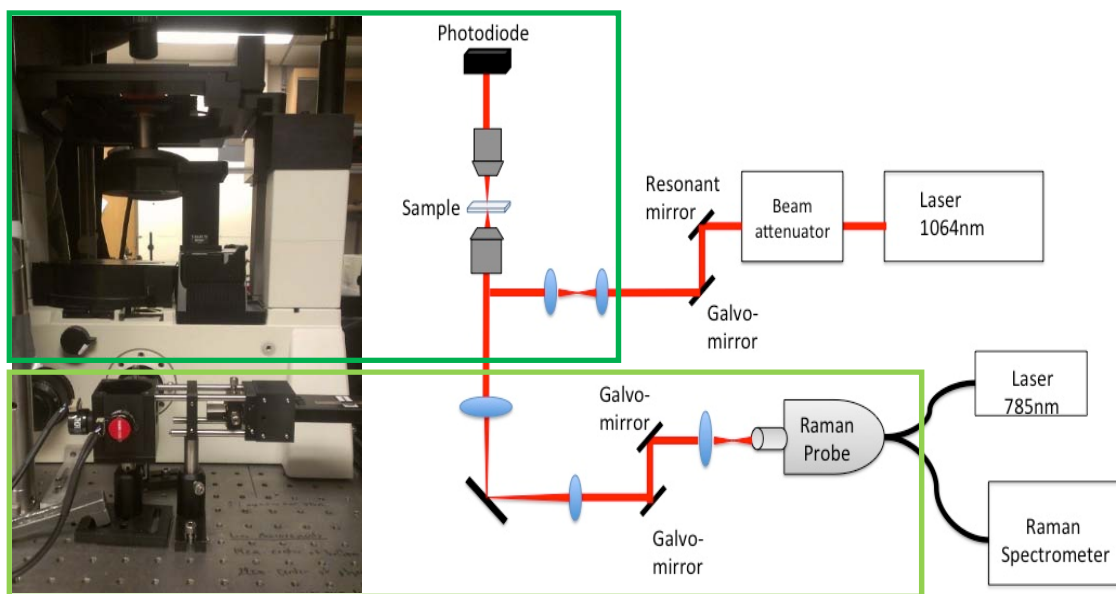 Photodiode
Sample
Resonant
mirror
Beam
attenuator
Laser
1064nm
Galvo-
mirror
Galvo-
mirror
Raman
Probe
Galvo-
mirror
Laser
785nm
Raman
Spectrometer